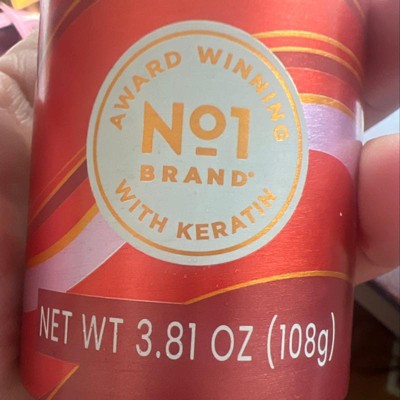 AWARD WINNING
No1
BRAND*
WITH KERATIN
NET WT 3.81 OZ (108g)